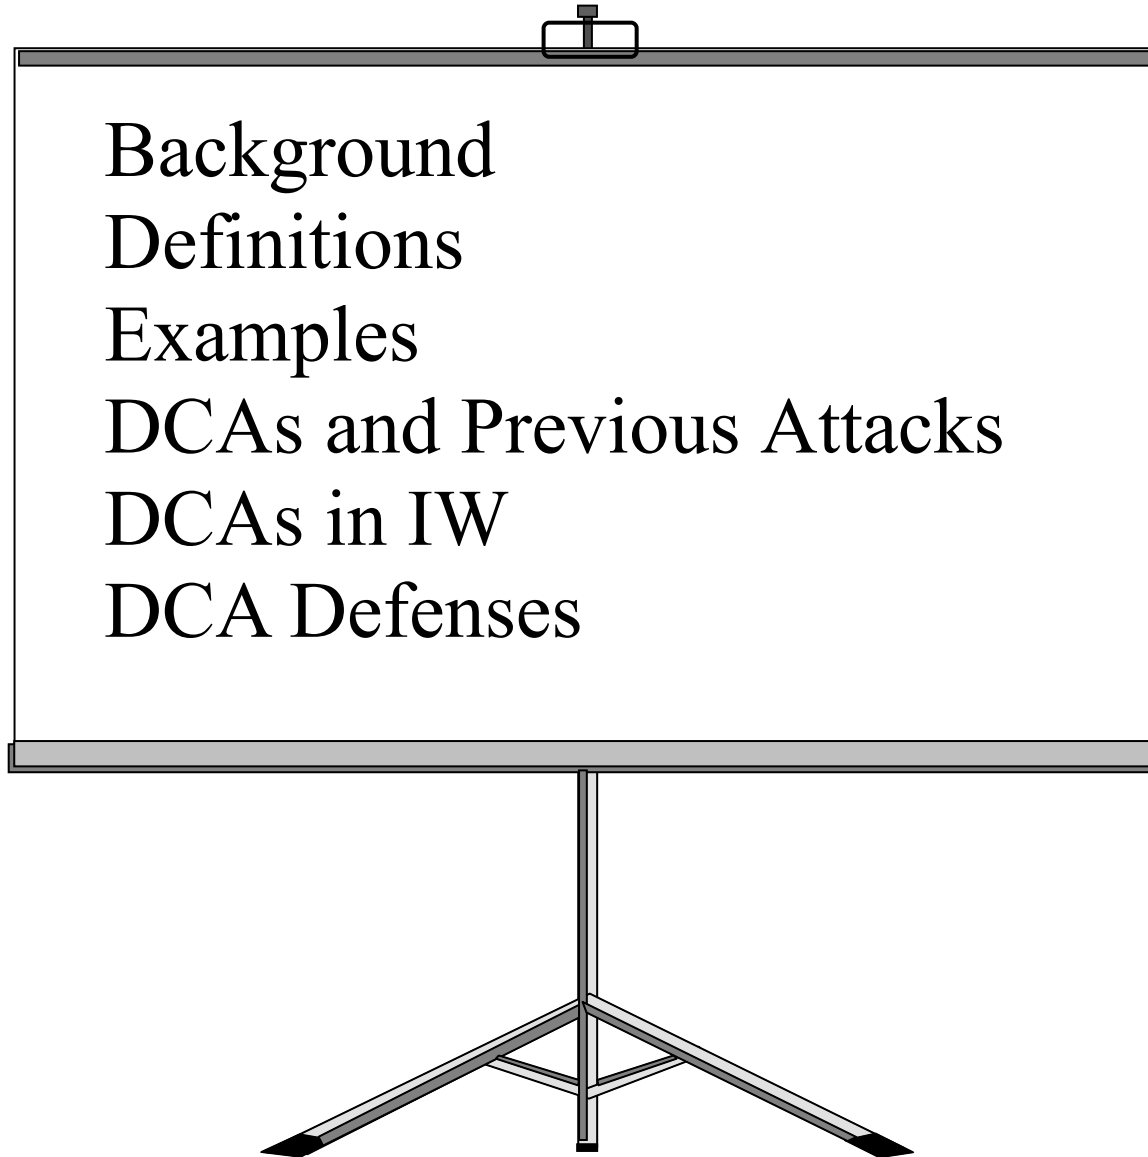 Background
Definitions
Examples
DCAs and Previous Attacks
DCAs in IW
DCA Defenses